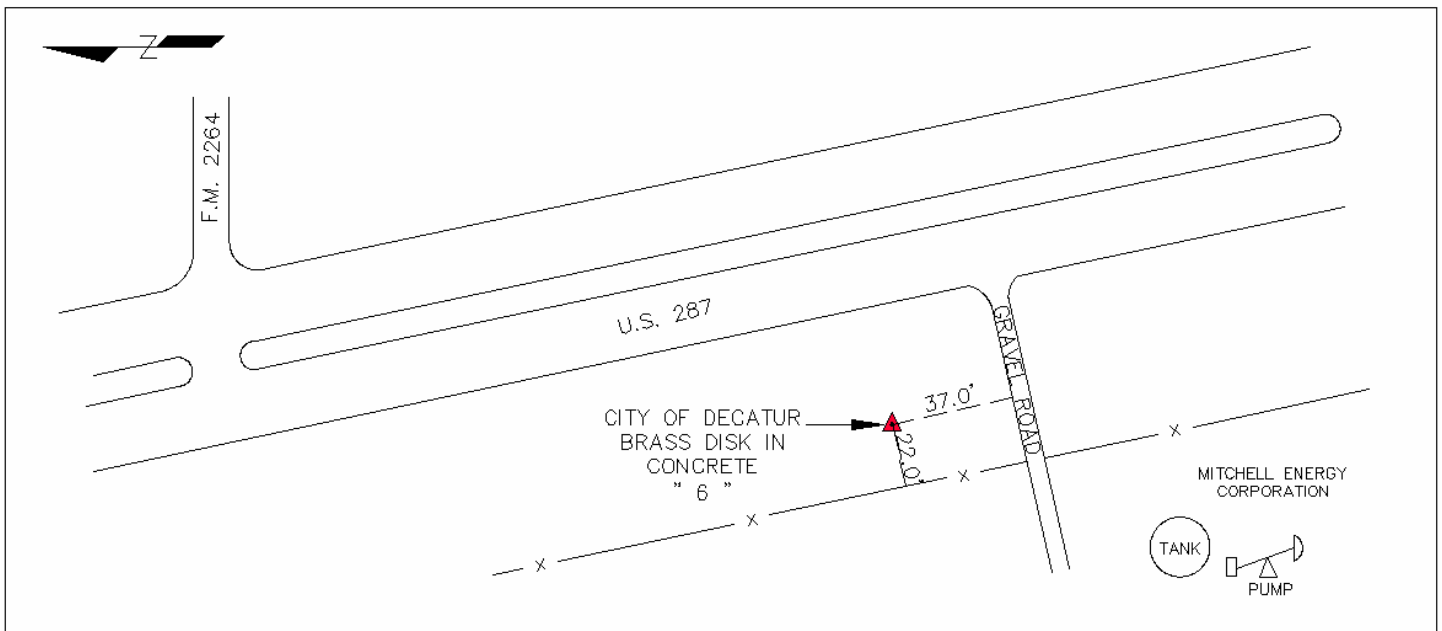 Z
F.M. 2264
U.S. 287
GRAVEL ROAD
37.0'
22.0'
CITY OF DECATUR
BRASS DISK IN
CONCRETE
" 6 "
X
X
X
X
MITCHELL ENERGY
CORPORATION
TANK
PUMP